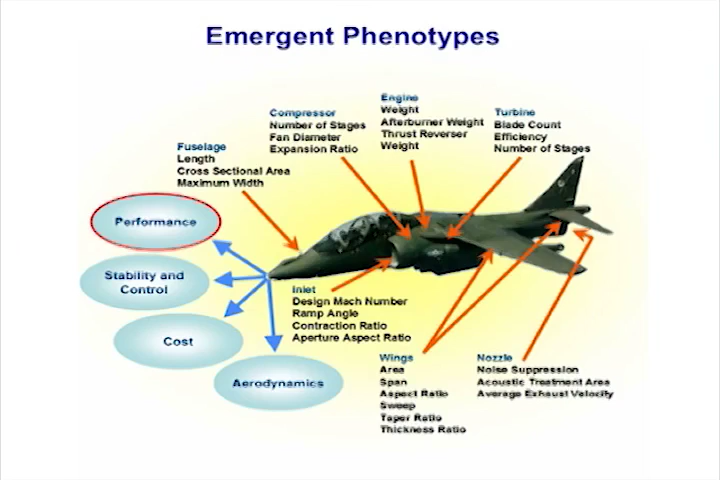 Emergent Phenotypes
Engine
Weight
Afterburner Weight
Thrust Reverser
Weight
Compressor
Number of Stages
Fan Diameter
Expansion Ratio
Turbine
Blade Count
Efficiency
Number of Stages
Fuselage
Length
Cross Sectional Area
Maximum Width
Performance
Stability and
Control
Cost
Aerodynamics
Inlet
Design Mach Number
Ramp Angle
Contraction Ratio
Aperture Aspect Ratio
Wings
Area
Span
Aspect Ratio
Sweep
Taper Ratio
Thickness Ratio
Nozzle
Noise Suppression
Acoustic Treatment Area
Average Exhaust Velocity